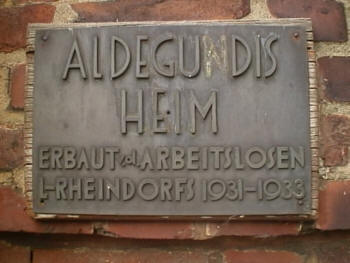 ALDEGUNDIS
HEIM
ERBAUT ARBEITSLOSEN
RHEINDORFS 1931-1933